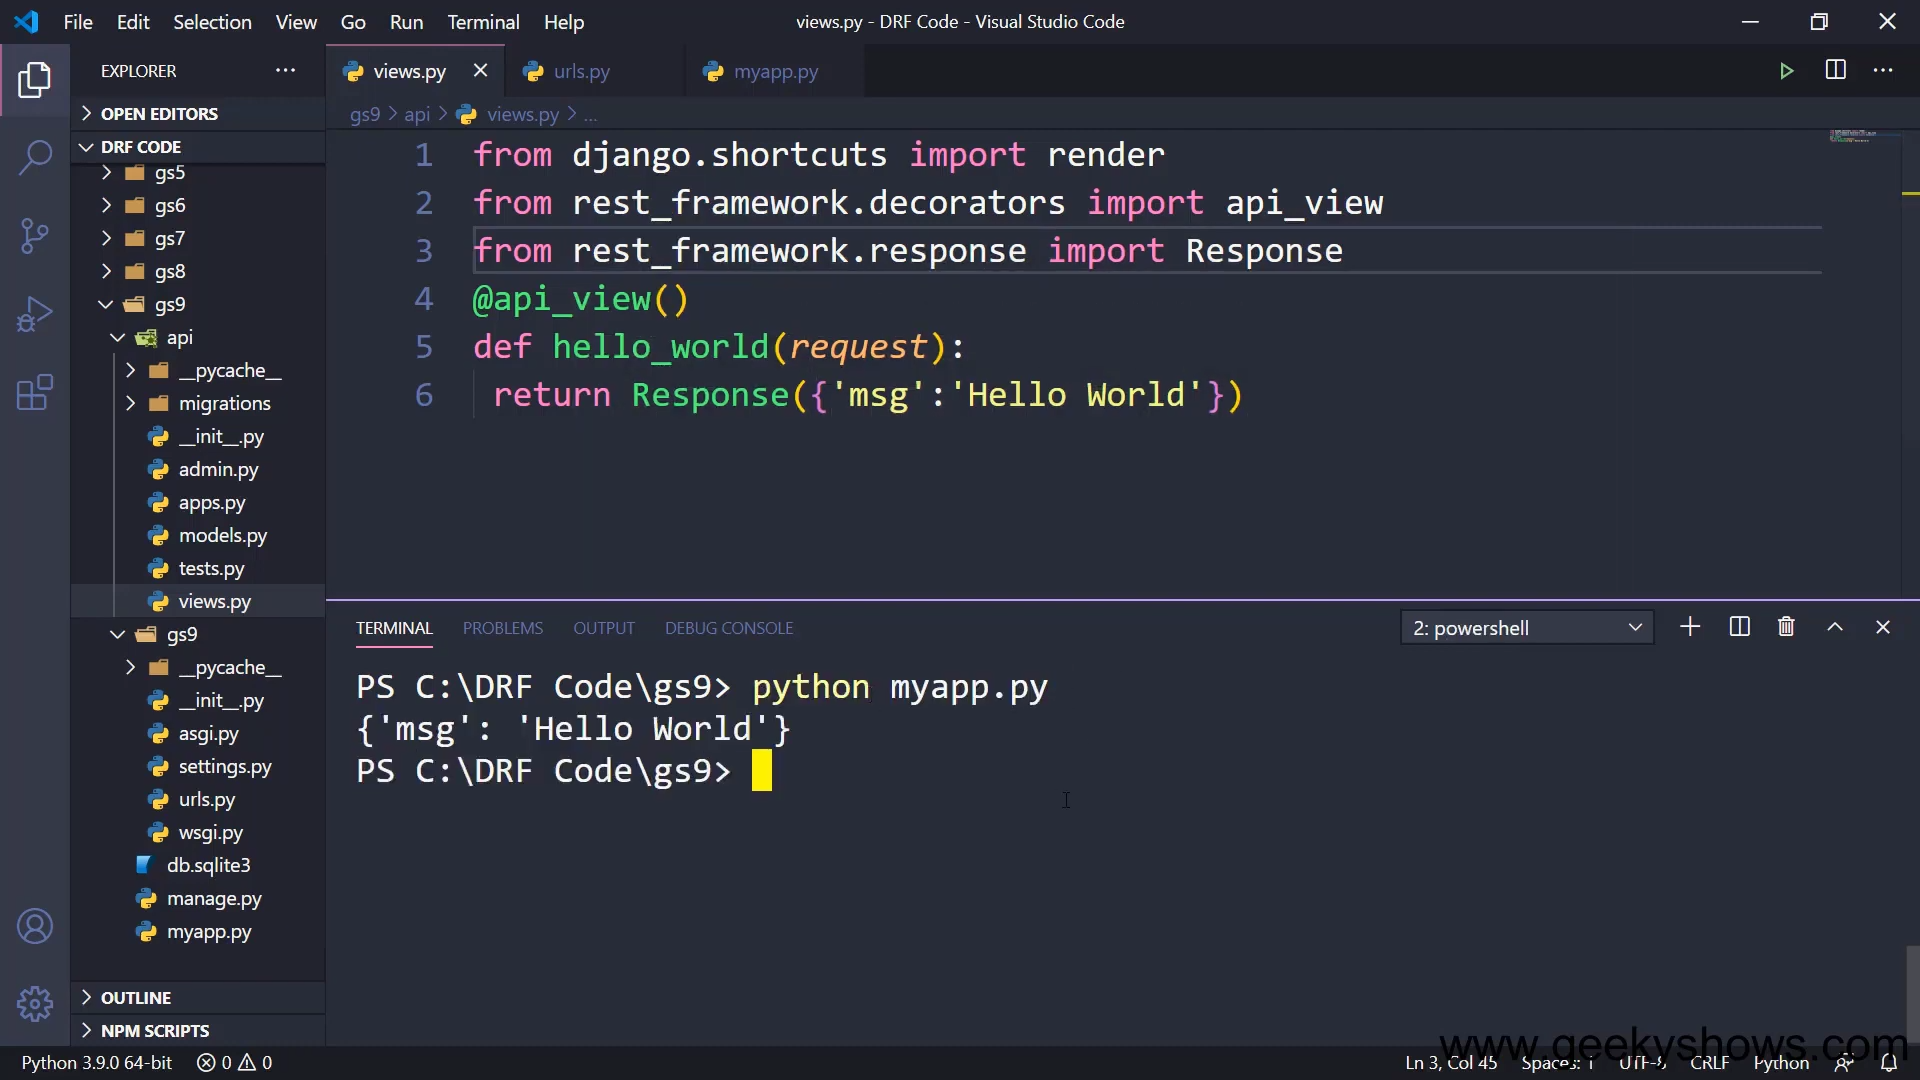 File Edit Selection View Go Run Terminal Help
views.py - DRF Code - Visual Studio Code
EXPLORER
OPEN EDITORS
DRF CODE
gs5
gs6
gs7
gs8
gs9
api
__pycache__
migrations
__init__.py
admin.py
apps.py
models.py
tests.py
views.py
gs9
__pycache__
__init__.py
asgi.py
settings.py
urls.py
wsgi.py
db.sqlite3
manage.py
myapp.py
OUTLINE
NPM SCRIPTS
views.py urls.py myapp.py
gs9 > api > views.py > ...
1 from django.shortcuts import render
2 from rest_framework.decorators import api_view
3 from rest_framework.response import Response
4 @api_view()
5 def hello_world(request):
6 return Response({'msg':'Hello World'})
TERMINAL PROBLEMS OUTPUT DEBUG CONSOLE
2: powershell
PS C:\DRF Code\gs9> python myapp.py
{'msg': 'Hello World'}
PS C:\DRF Code\gs9>
www.geekyshows.com
Python 3.9.0 64-bit 0 0
Ln 3, Col 45 Spaces: 1 UTF-8 CRLF Python